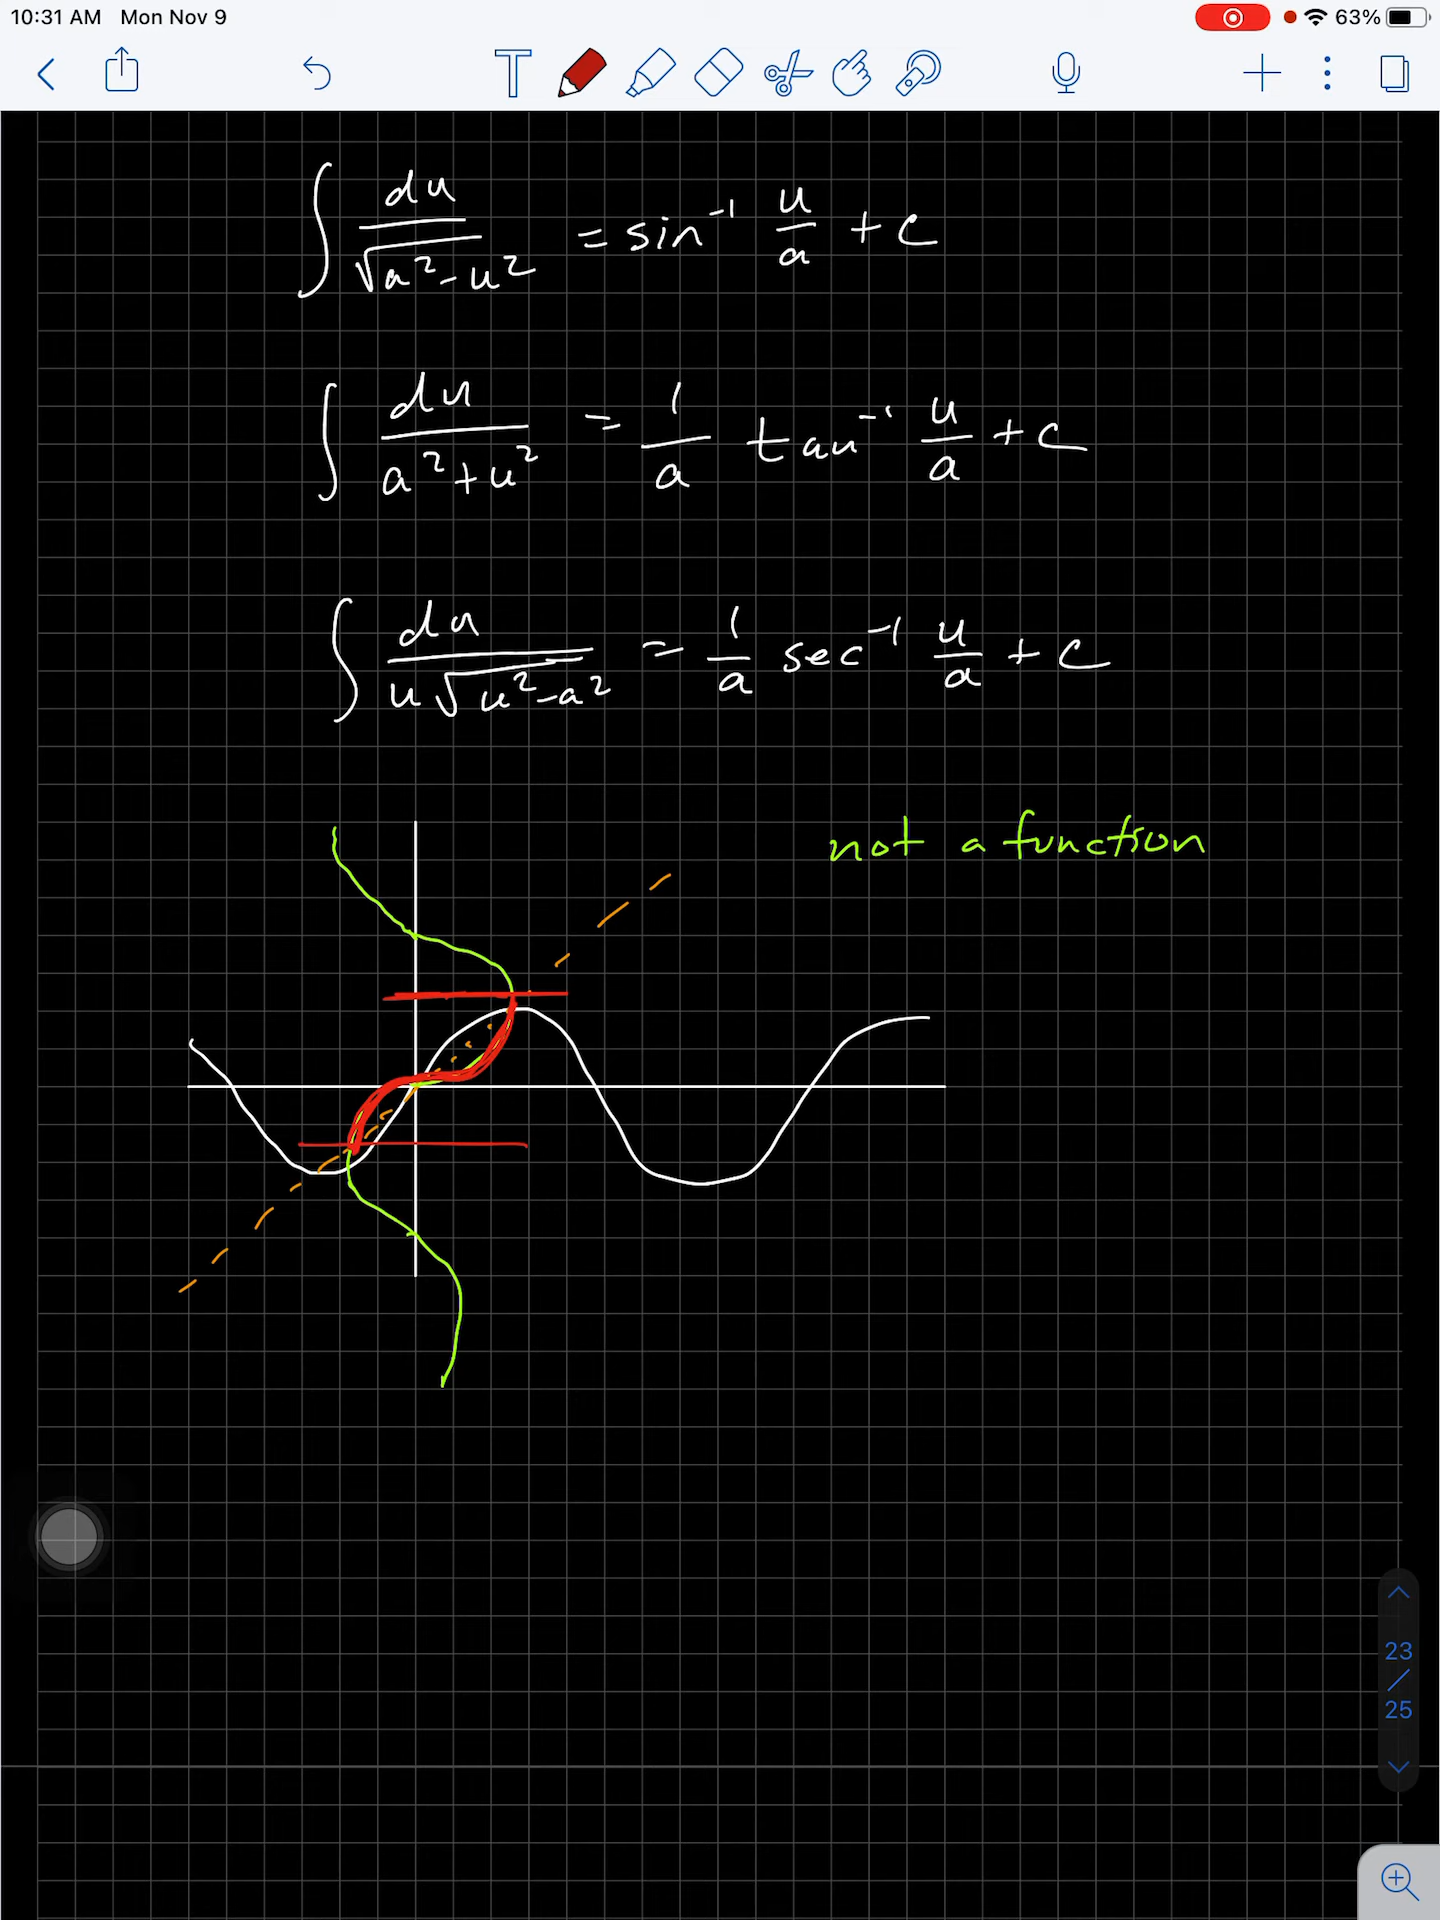 10:31 AM Mon Nov 9 63%
T
∫ du / √(a² - u²) = sin⁻¹ u/a + c
∫ du / (a² + u²) = 1/a tan⁻¹ u/a + c
∫ du / (u √(u² - a²)) = 1/a sec⁻¹ u/a + c
not a function
23
/
25